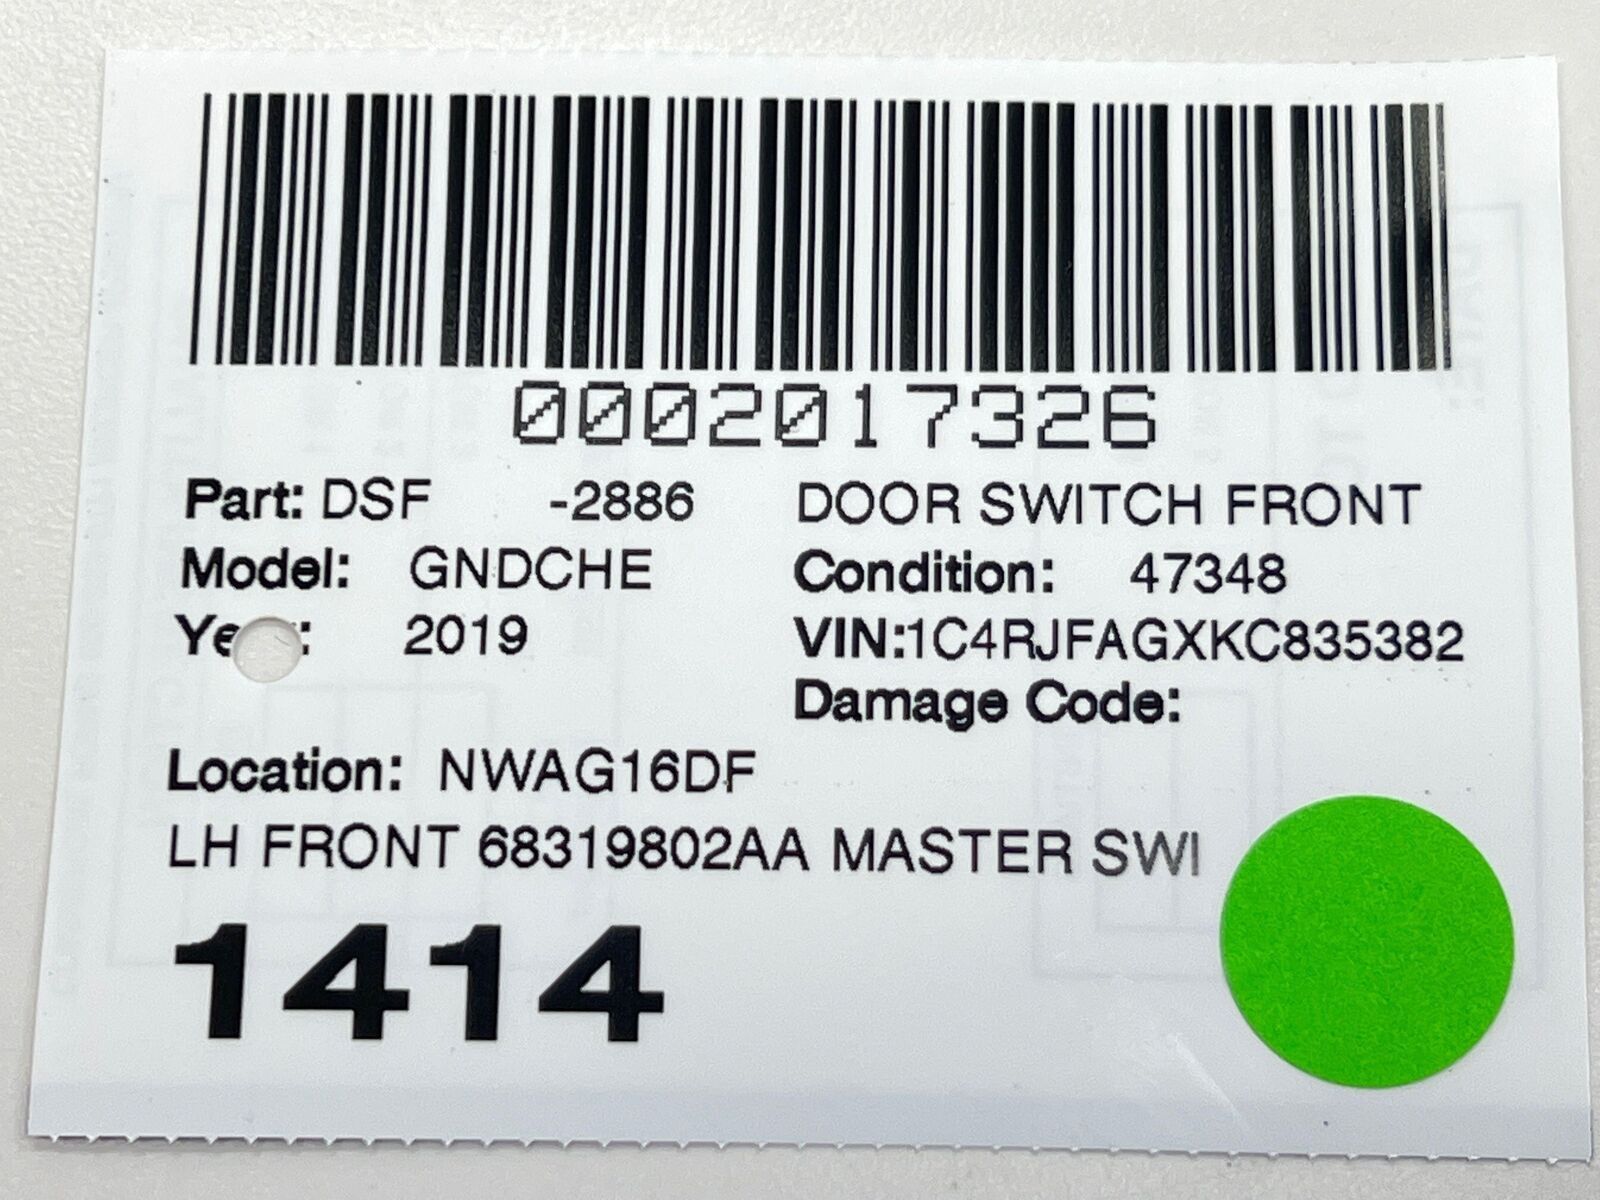 0002017326
Part: DSF -2886 DOOR SWITCH FRONT
Model: GNDCHE Condition: 47348
2019 VIN:1C4RJFAGXKC835382
Damage Code:
Location: NWAG16DF
LH FRONT 68319802AA MASTER SWI
1414